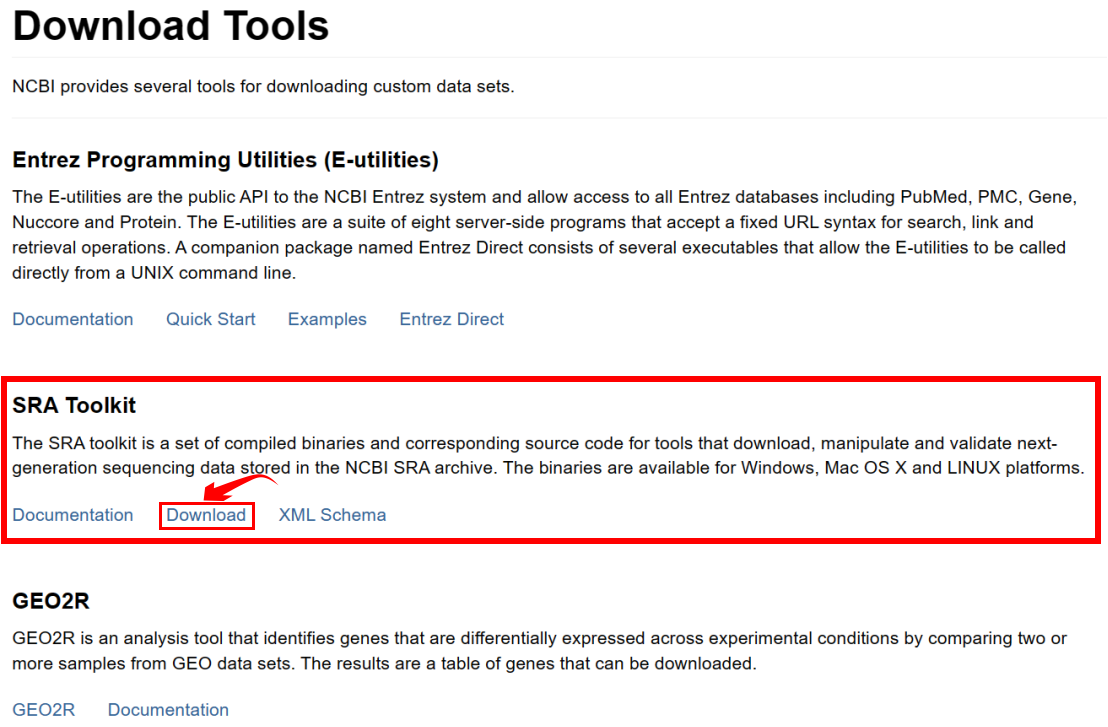 Download Tools
NCBI provides several tools for downloading custom data sets.
Entrez Programming Utilities (E-utilities)
The E-utilities are the public API to the NCBI Entrez system and allow access to all Entrez databases including PubMed, PMC, Gene,
Nuccore and Protein. The E-utilities are a suite of eight server-side programs that accept a fixed URL syntax for search, link and
retrieval operations. A companion package named Entrez Direct consists of several executables that allow the E-utilities to be called
directly from a UNIX command line.
Documentation Quick Start Examples Entrez Direct
SRA Toolkit
The SRA toolkit is a set of compiled binaries and corresponding source code for tools that download, manipulate and validate next-
generation sequencing data stored in the NCBI SRA archive. The binaries are available for Windows, Mac OS X and LINUX platforms.
Documentation Download XML Schema
GEO2R
GEO2R is an analysis tool that identifies genes that are differentially expressed across experimental conditions by comparing two or
more samples from GEO data sets. The results are a table of genes that can be downloaded.
GEO2R Documentation